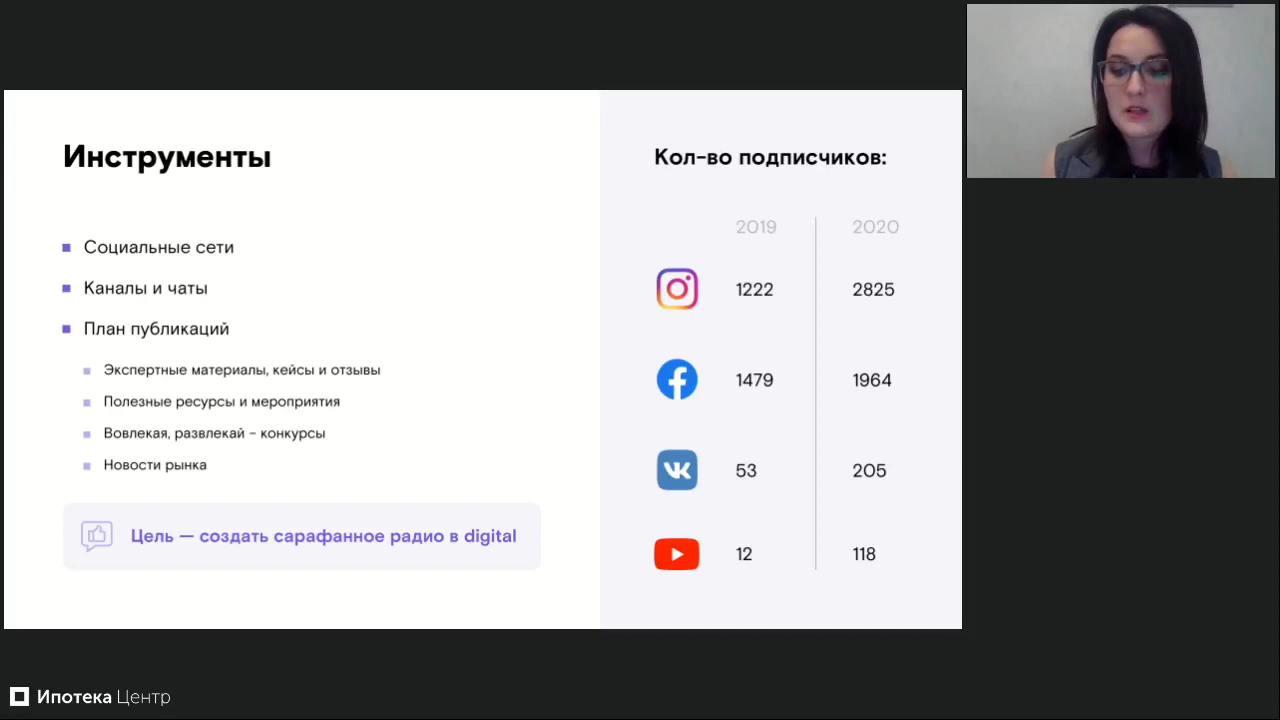 Инструменты
Социальные сети
Каналы и чаты
План публикаций
Экспертные материалы, кейсы и отзывы
Полезные ресурсы и мероприятия
Вовлекая, развлекай – конкурсы
Новости рынка
Цель — создать сарафанное радио в digital
Кол-во подписчиков:
2019 2020
1222 2825
1479 1964
53 205
12 118
Ипотека Центр